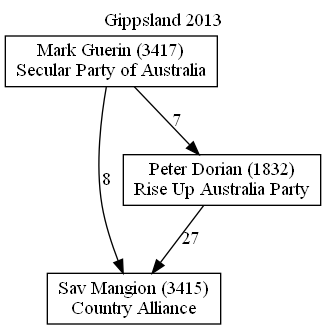 Gippsland 2013
Mark Guerin (3417)
Secular Party of Australia
7
Peter Dorian (1832)
Rise Up Australia Party
8
27
Sav Mangion (3415)
Country Alliance